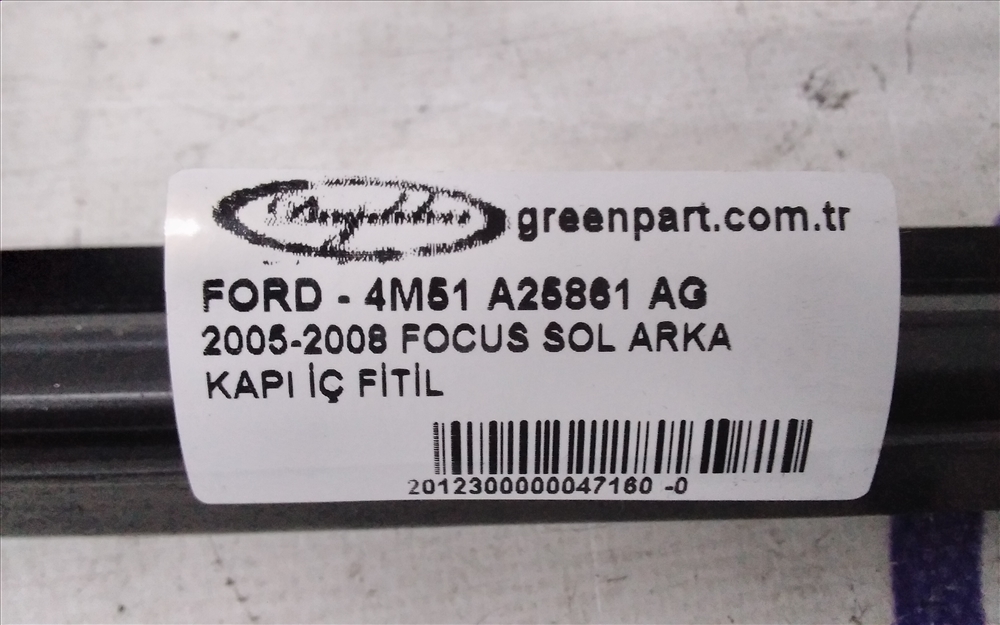 greenpart.com.tr
FORD - 4M51 A25861 AG
2005-2008 FOCUS SOL ARKA
KAPI İÇ FİTİL
2012300000047160 -0